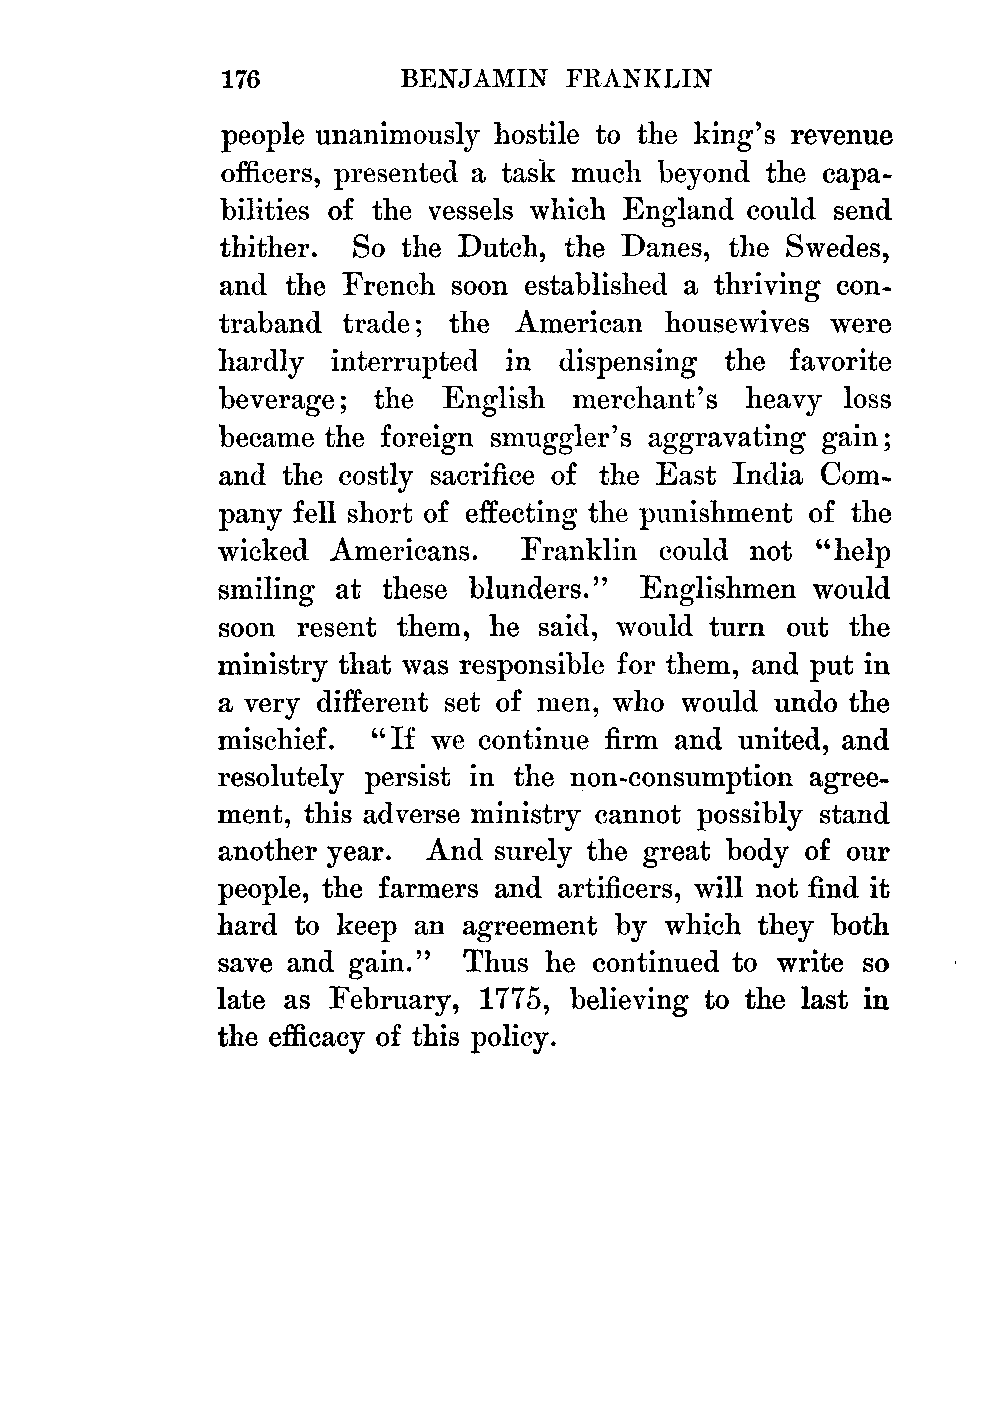 176 BENJAMIN FRANKLIN
people unanimously hostile to the king's revenue
officers, presented a task much beyond the capa-
bilities of the vessels which England could send
thither. So the Dutch, the Danes, the Swedes,
and the French soon established a thriving con-
traband trade; the American housewives were
hardly interrupted in dispensing the favorite
beverage; the English merchant's heavy loss
became the foreign smuggler's aggravating gain;
and the costly sacrifice of the East India Com-
pany fell short of effecting the punishment of the
wicked Americans. Franklin could not "help
smiling at these blunders." Englishmen would
soon resent them, he said, would turn out the
ministry that was responsible for them, and put in
a very different set of men, who would undo the
mischief. "If we continue firm and united, and
resolutely persist in the non-consumption agree-
ment, this adverse ministry cannot possibly stand
another year. And surely the great body of our
people, the farmers and artificers, will not find it
hard to keep an agreement by which they both
save and gain." Thus he continued to write so
late as February, 1775, believing to the last in
the efficacy of this policy.